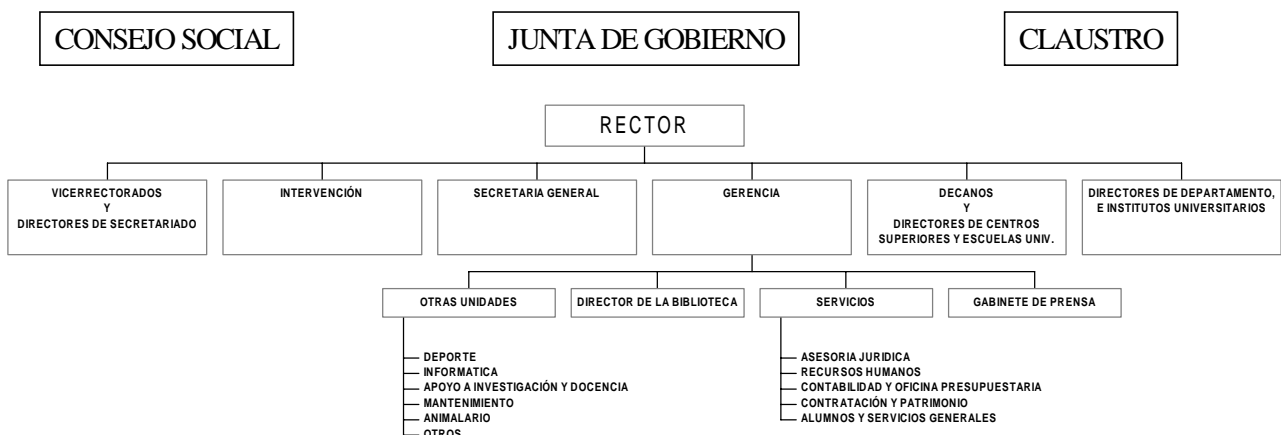 CONSEJO SOCIAL
JUNTA DE GOBIERNO
CLAUSTRO
RECTOR
VICERRECTORADOS
Y
DIRECTORES DE SECRETARIADO
INTERVENCIÓN
SECRETARIA GENERAL
GERENCIA
DECANOS
Y
DIRECTORES DE CENTROS
SUPERIORES Y ESCUELAS UNIV.
DIRECTORES DE DEPARTAMENTO,
E INSTITUTOS UNIVERSITARIOS
OTRAS UNIDADES
DIRECTOR DE LA BIBLIOTECA
SERVICIOS
GABINETE DE PRENSA
DEPORTE
INFORMATICA
APOYO A INVESTIGACIÓN Y DOCENCIA
MANTENIMIENTO
ANIMALARIO
OTROS
ASESORIA JURIDICA
RECURSOS HUMANOS
CONTABILIDAD Y OFICINA PRESUPUESTARIA
CONTRATACIÓN Y PATRIMONIO
ALUMNOS Y SERVICIOS GENERALES